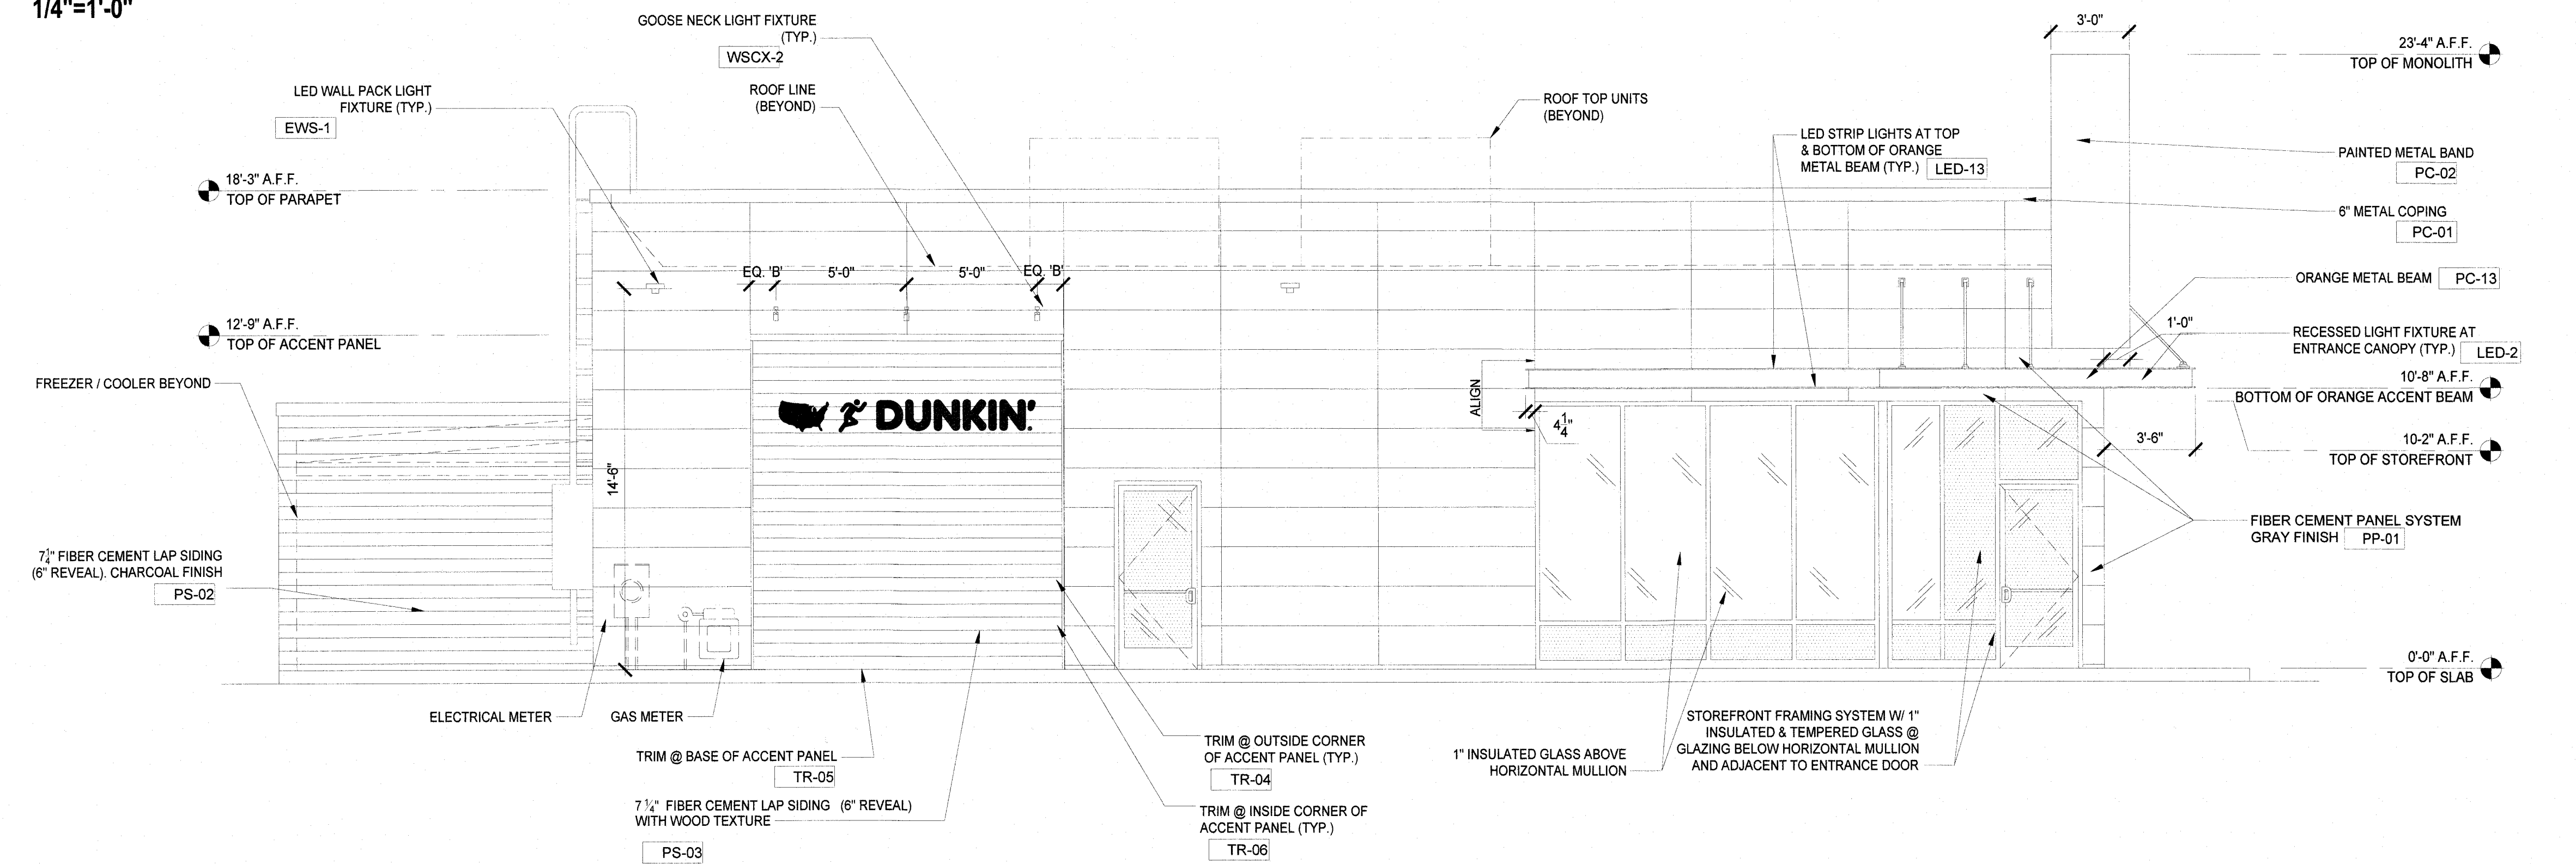 1/4"=1'-0"
GOOSE NECK LIGHT FIXTURE
(TYP.)
WSCX-2
LED WALL PACK LIGHT
FIXTURE (TYP.)
EWS-1
ROOF LINE
(BEYOND)
ROOF TOP UNITS
(BEYOND)
LED STRIP LIGHTS AT TOP
& BOTTOM OF ORANGE
METAL BEAM (TYP.) LED-13
3'-0"
23'-4" A.F.F.
TOP OF MONOLITH
PAINTED METAL BAND
PC-02
6" METAL COPING
PC-01
ORANGE METAL BEAM PC-13
1'-0"
RECESSED LIGHT FIXTURE AT
ENTRANCE CANOPY (TYP.) LED-2
10'-8" A.F.F.
BOTTOM OF ORANGE ACCENT BEAM
3'-6"
10-2" A.F.F.
TOP OF STOREFRONT
FIBER CEMENT PANEL SYSTEM
GRAY FINISH PP-01
0'-0" A.F.F.
TOP OF SLAB
18'-3" A.F.F.
TOP OF PARAPET
12'-9" A.F.F.
TOP OF ACCENT PANEL
EQ. 'B' 5'-0" 5'-0" EQ. 'B'
FREEZER / COOLER BEYOND
14'-6"
DUNKIN'.
ALIGN
4 1/4"
7 1/4" FIBER CEMENT LAP SIDING
(6" REVEAL). CHARCOAL FINISH
PS-02
ELECTRICAL METER
GAS METER
TRIM @ BASE OF ACCENT PANEL
TR-05
7 1/4" FIBER CEMENT LAP SIDING (6" REVEAL)
WITH WOOD TEXTURE
PS-03
TRIM @ OUTSIDE CORNER
OF ACCENT PANEL (TYP.)
TR-04
TRIM @ INSIDE CORNER OF
ACCENT PANEL (TYP.)
TR-06
1" INSULATED GLASS ABOVE
HORIZONTAL MULLION
STOREFRONT FRAMING SYSTEM W/ 1"
INSULATED & TEMPERED GLASS @
GLAZING BELOW HORIZONTAL MULLION
AND ADJACENT TO ENTRANCE DOOR